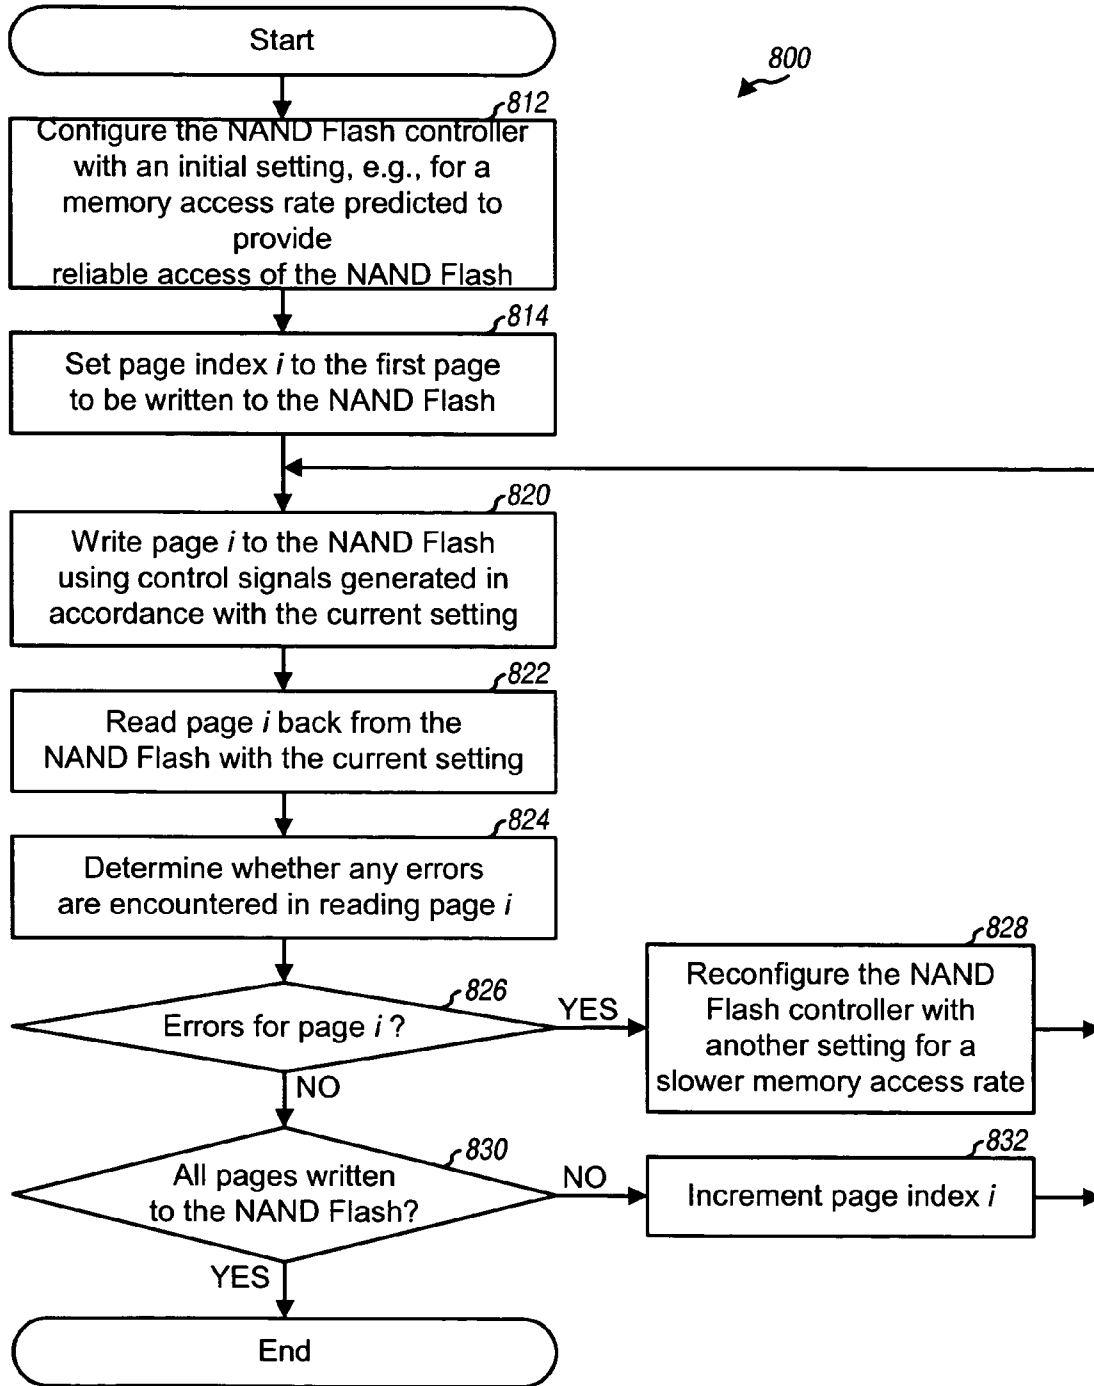 Start
800
812
Configure the NAND Flash controller
with an initial setting, e.g., for a
memory access rate predicted to
provide
reliable access of the NAND Flash
814
Set page index i to the first page
to be written to the NAND Flash
820
Write page i to the NAND Flash
using control signals generated in
accordance with the current setting
822
Read page i back from the
NAND Flash with the current setting
824
Determine whether any errors
are encountered in reading page i
826
Errors for page i ?
YES
828
Reconfigure the NAND
Flash controller with
another setting for a
slower memory access rate
NO
830
All pages written
to the NAND Flash?
NO
832
Increment page index i
YES
End